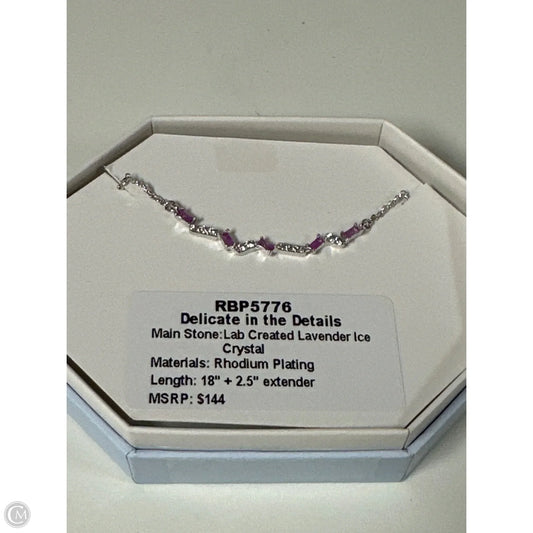 RBP5776
Delicate in the Details
Main Stone:Lab Created Lavender Ice
Crystal
Materials: Rhodium Plating
Length: 18" + 2.5" extender
MSRP: $144
CM